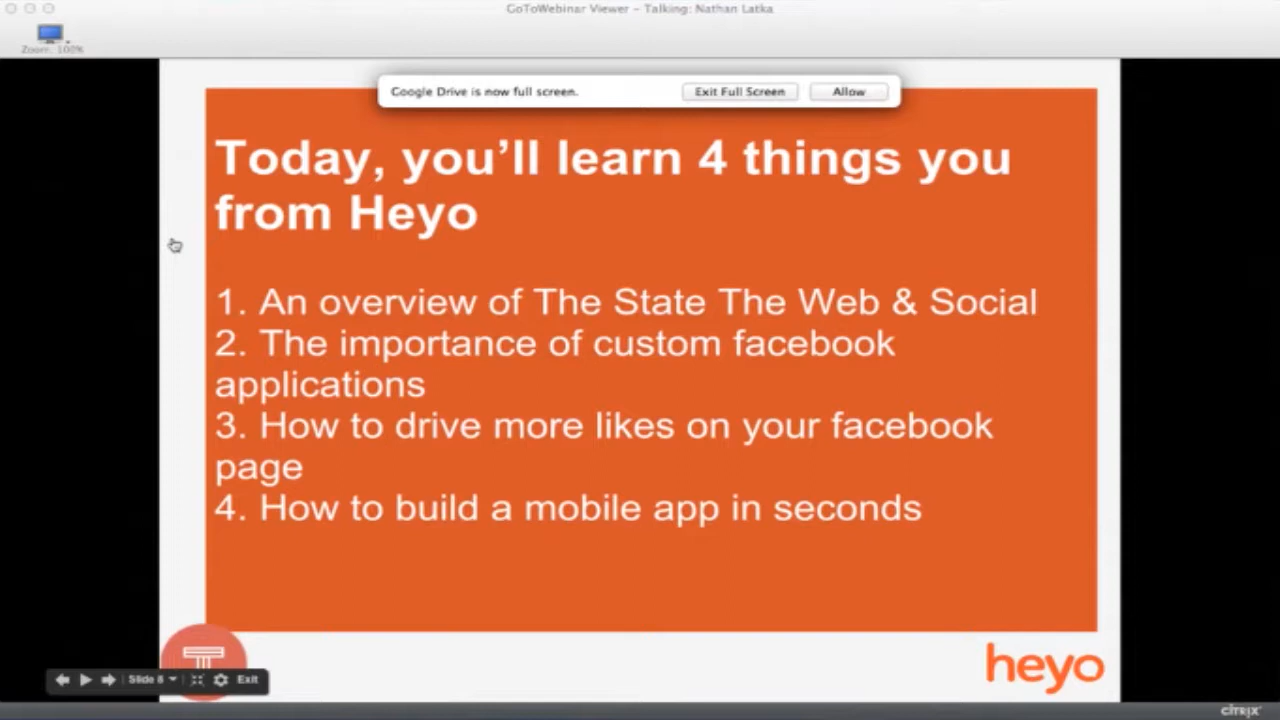 GoToWebinar Viewer – Talking: Nathan Latka
Zoom: 100%
Google Drive is now full screen.
Exit Full Screen
Allow
Today, you'll learn 4 things you
from Heyo
1. An overview of The State The Web & Social
2. The importance of custom facebook
applications
3. How to drive more likes on your facebook
page
4. How to build a mobile app in seconds
heyo
Slide 6
Exit
CITRIX